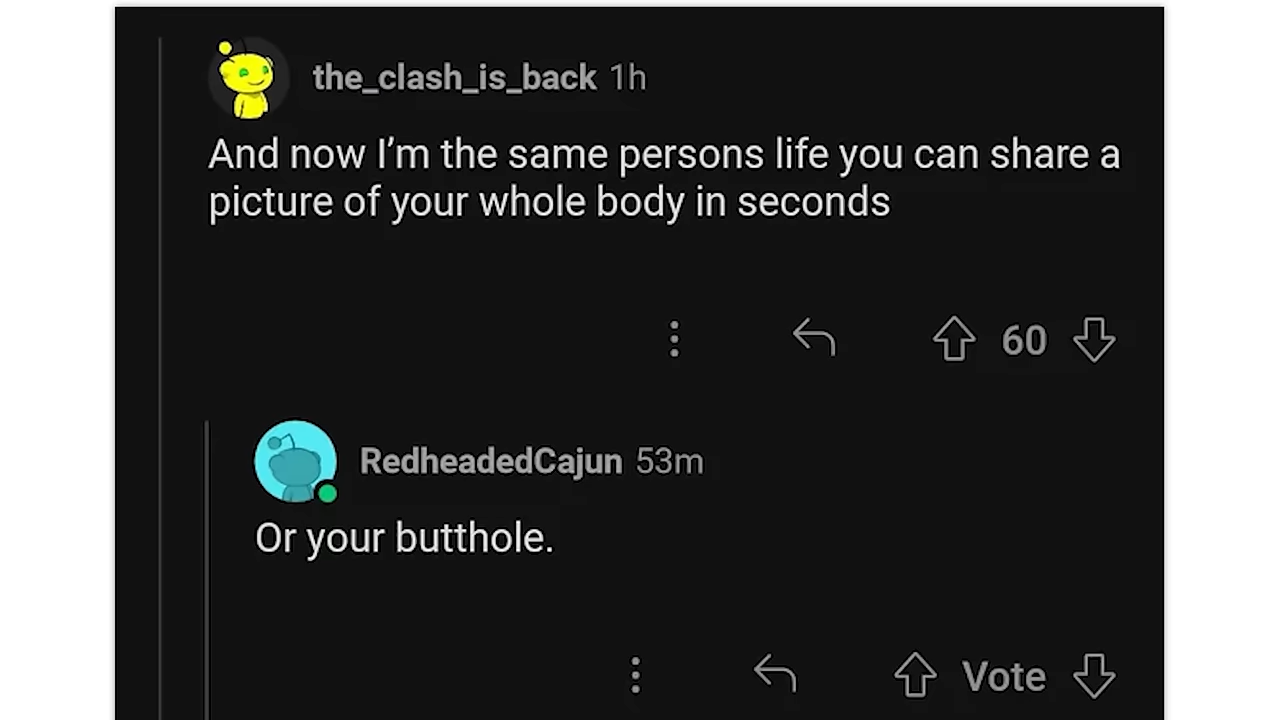 the_clash_is_back 1h
And now I’m the same persons life you can share a
picture of your whole body in seconds
60
RedheadedCajun 53m
Or your butthole.
Vote